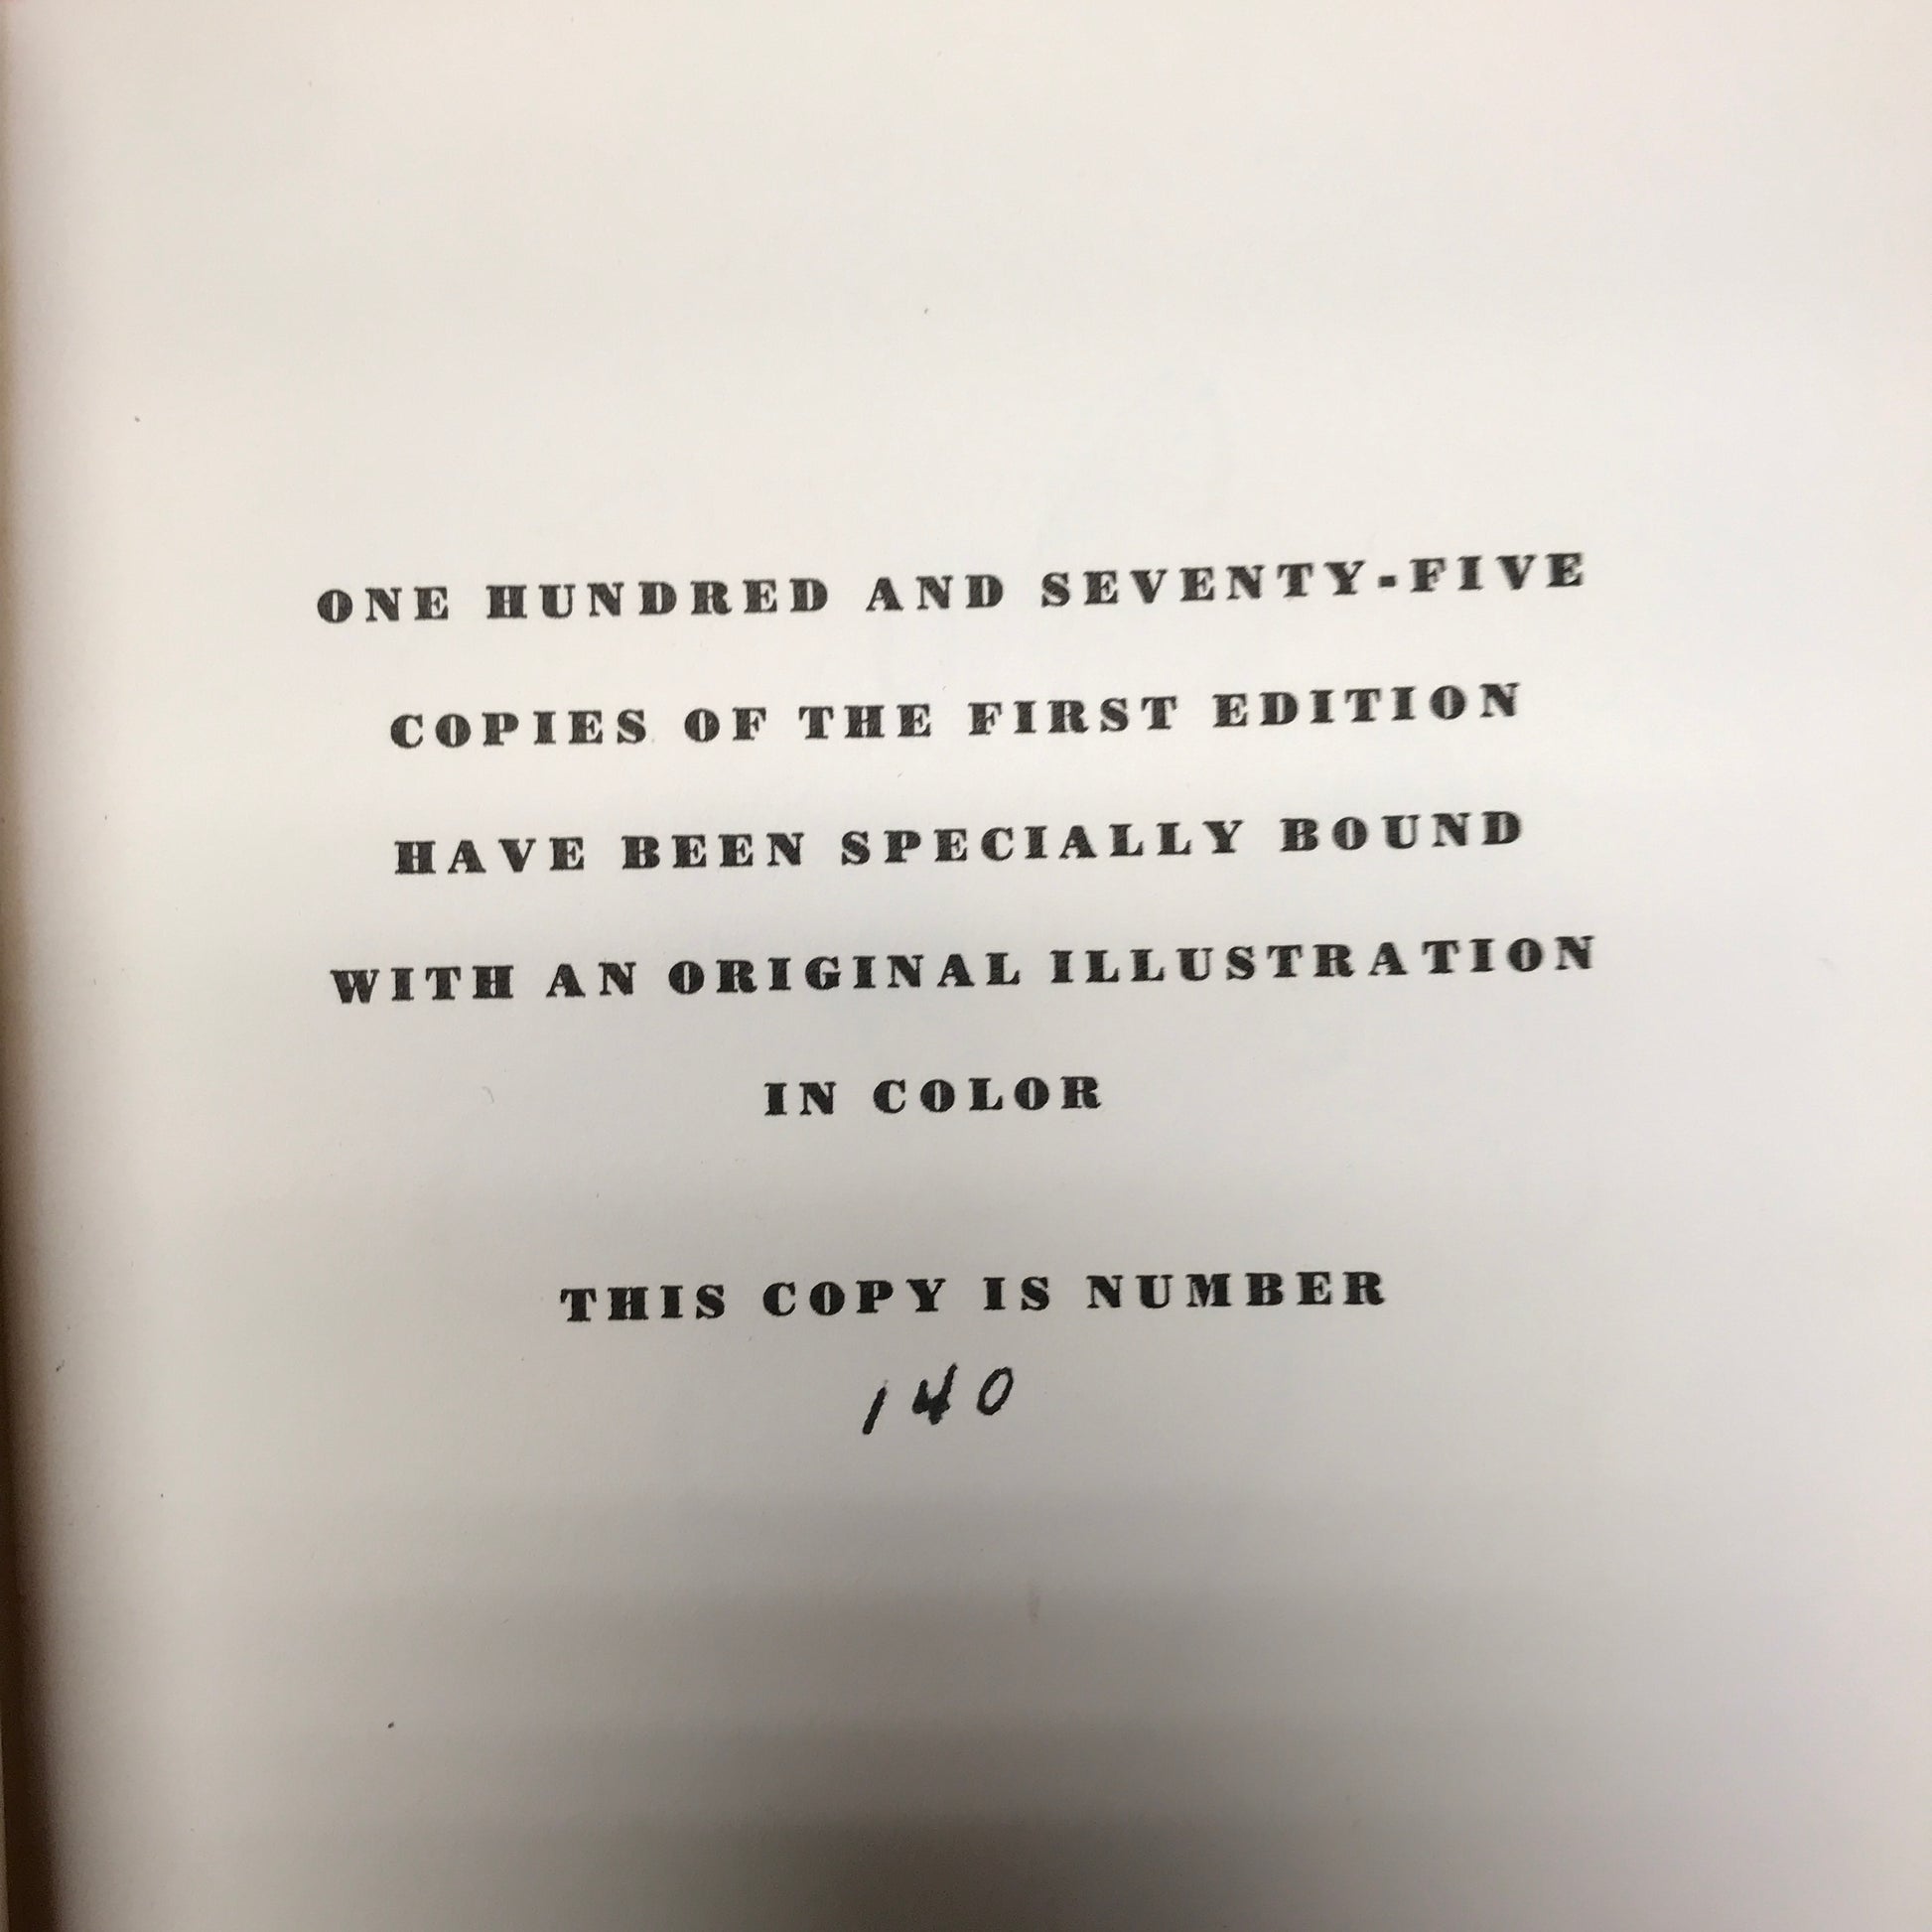 ONE HUNDRED AND SEVENTY-FIVE
COPIES OF THE FIRST EDITION
HAVE BEEN SPECIALLY BOUND
WITH AN ORIGINAL ILLUSTRATION
IN COLOR
THIS COPY IS NUMBER
140